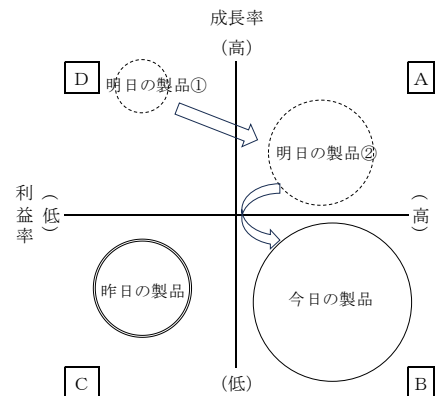 成長率
（高）
D
A
明日の製品①
明日の製品②
利益率
（低）
（高）
昨日の製品
今日の製品
C
（低）
B